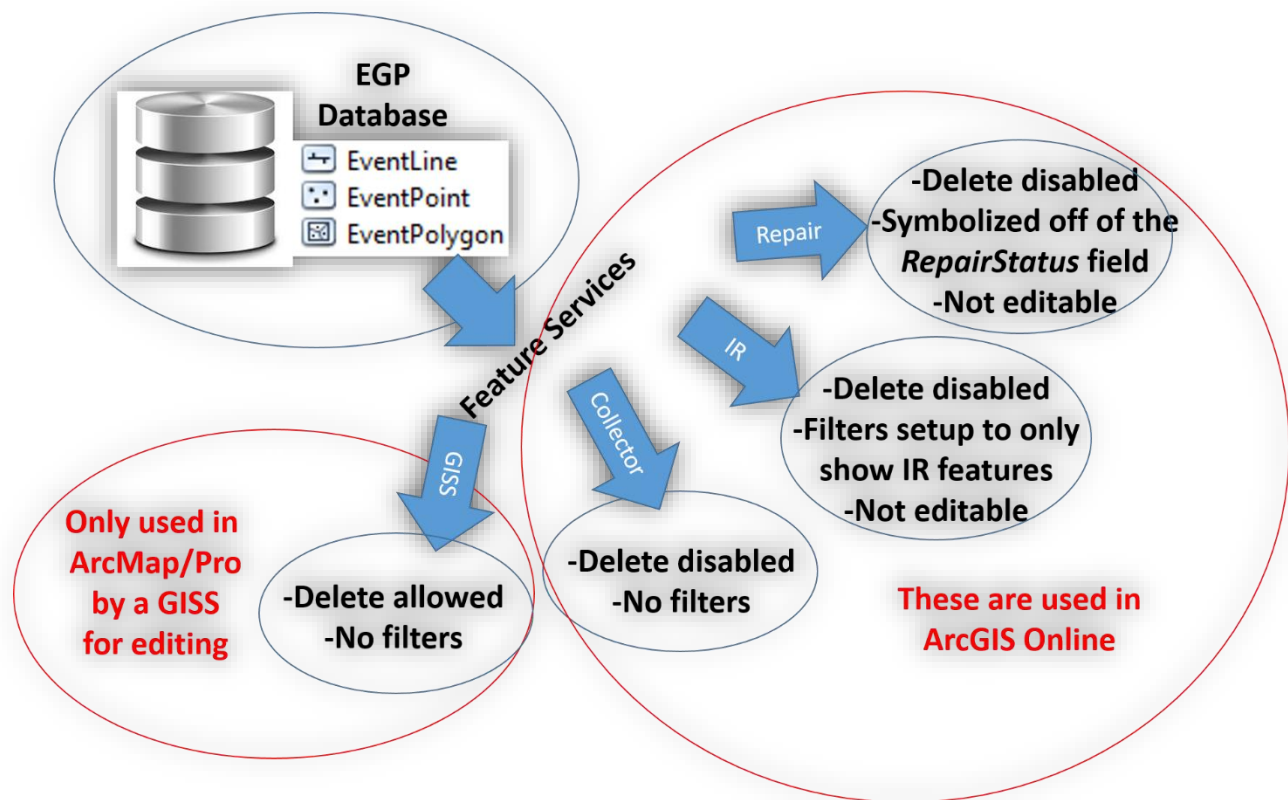 EGP
Database
EventLine
EventPoint
EventPolygon
Feature Services
Repair
-Delete disabled
-Symbolized off of the
RepairStatus field
-Not editable
IR
-Delete disabled
-Filters setup to only
show IR features
-Not editable
Collector
-Delete disabled
-No filters
These are used in
ArcGIS Online
GISS
-Delete allowed
-No filters
Only used in
ArcMap/Pro
by a GISS
for editing